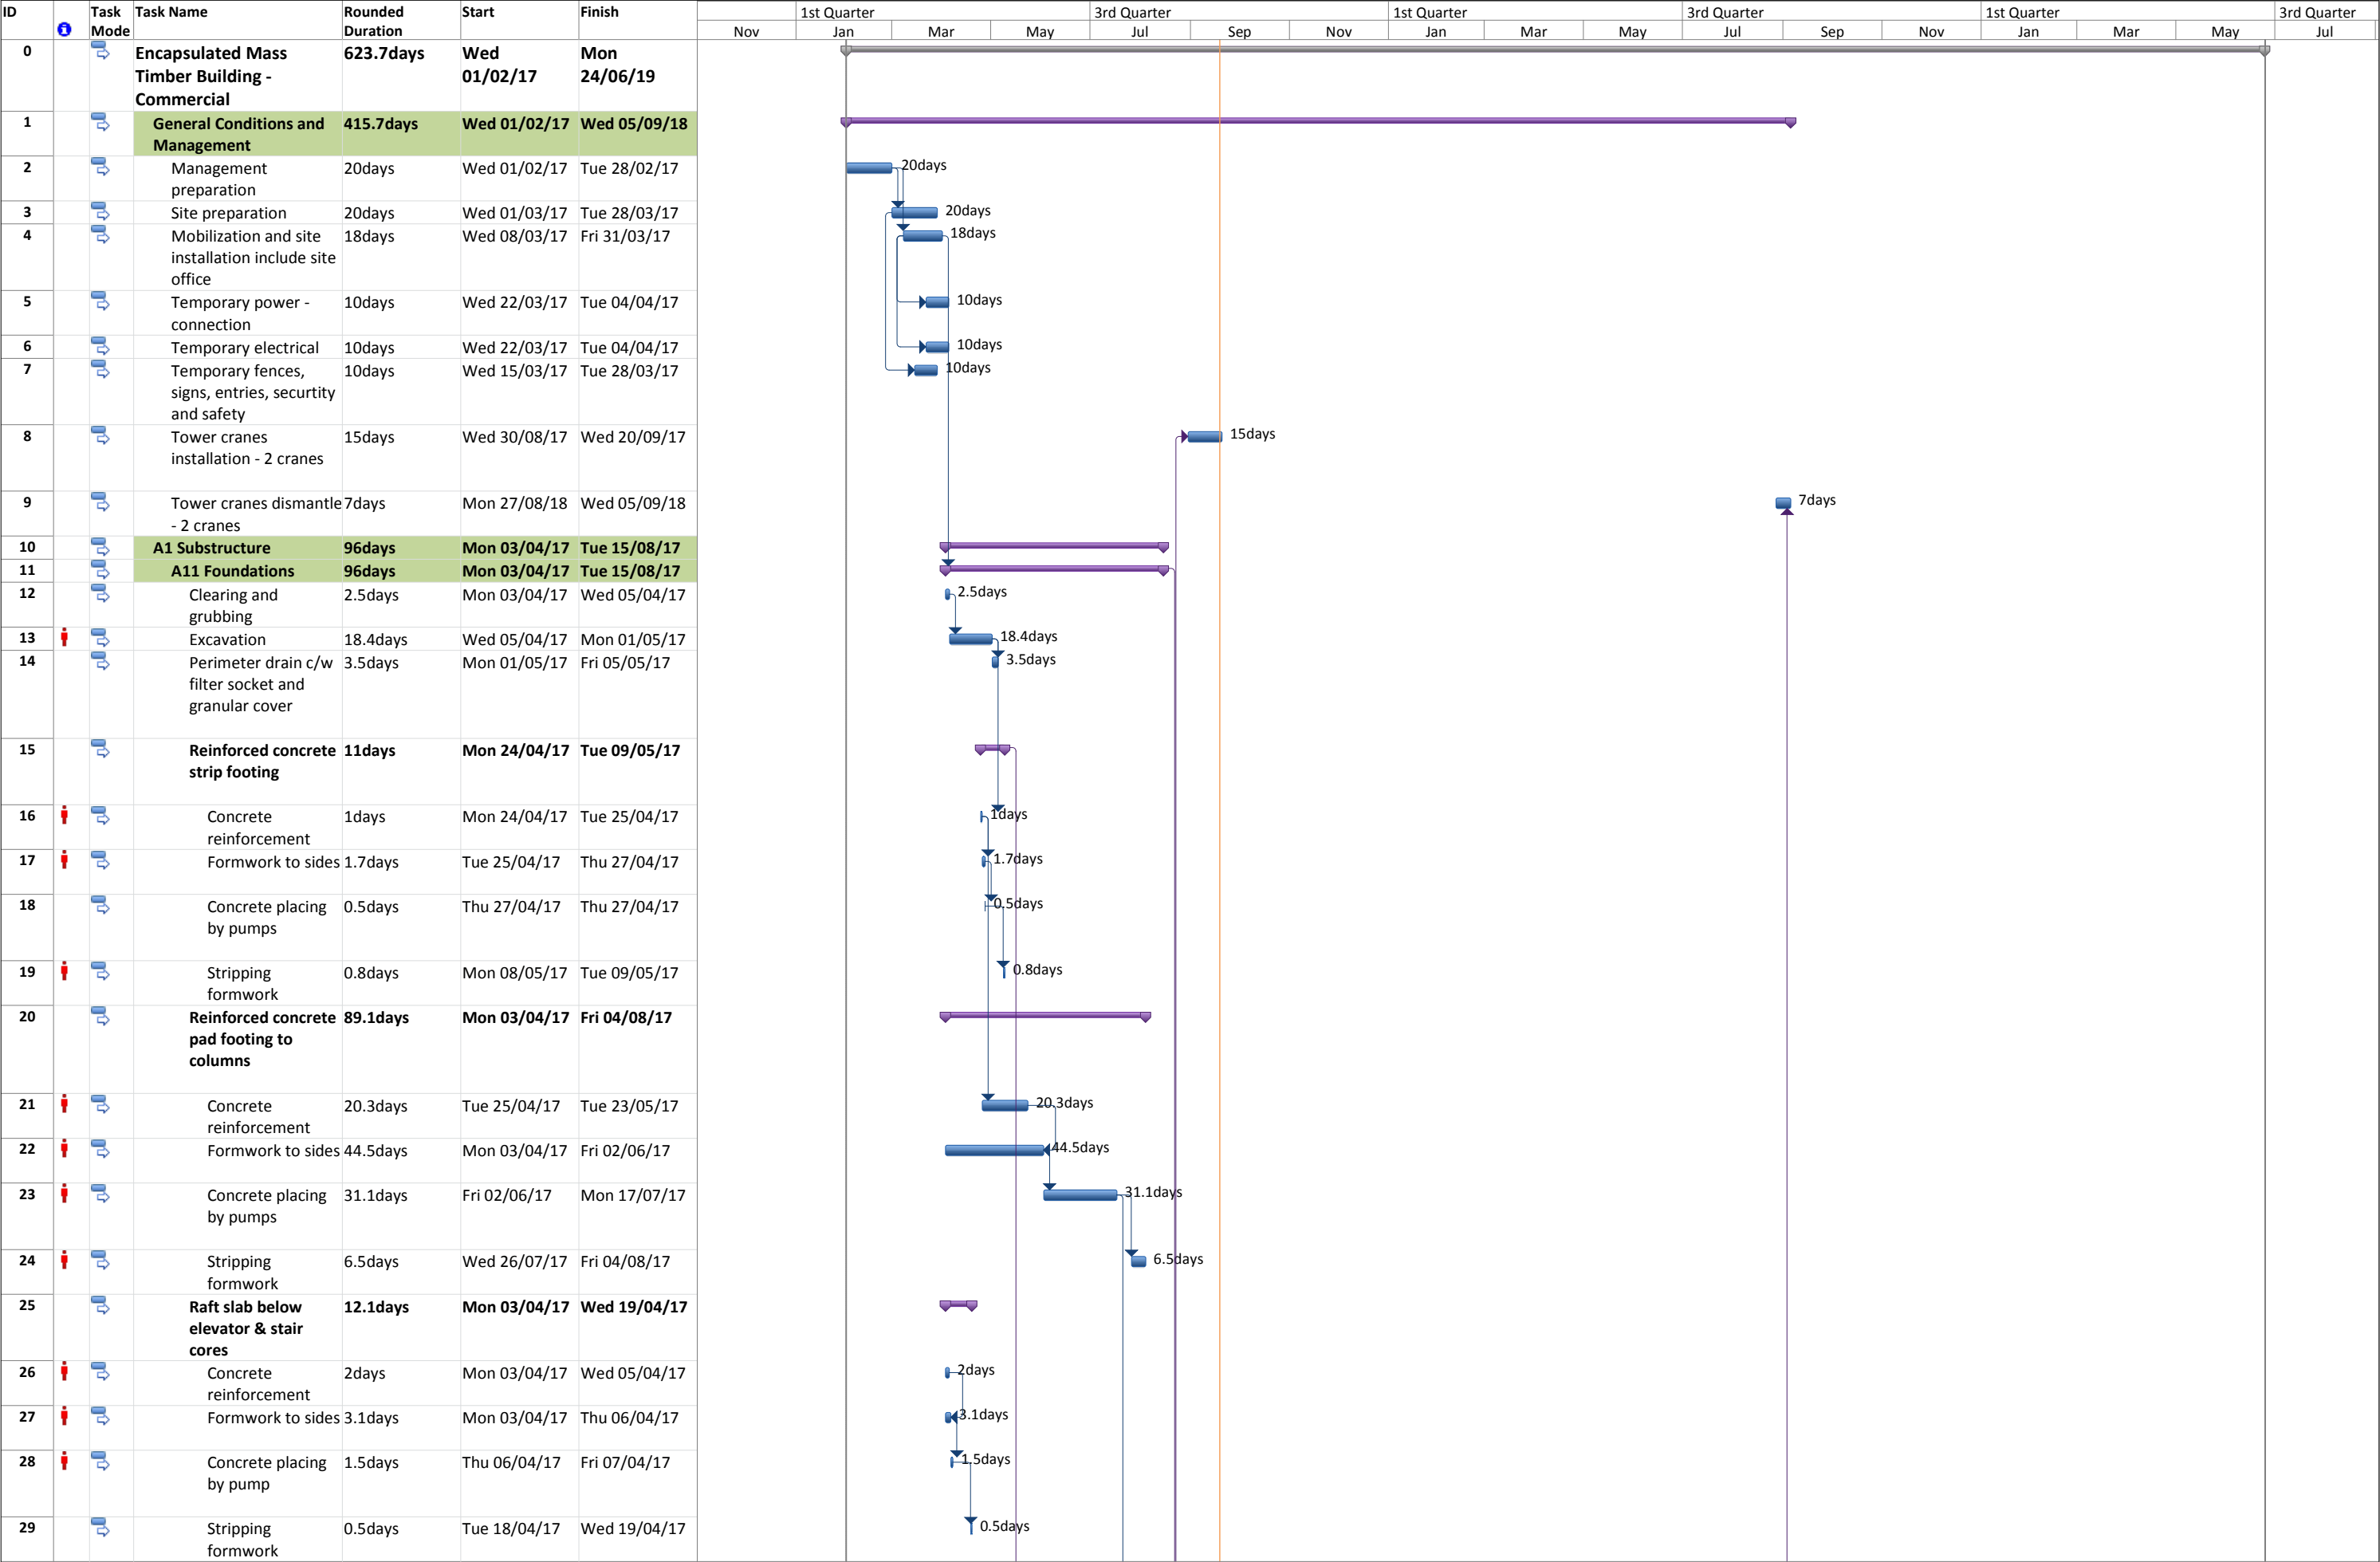 ID Task Mode Task Name Rounded Duration Start Finish
1st Quarter 3rd Quarter 1st Quarter 3rd Quarter 1st Quarter 3rd Quarter
Nov Jan Mar May Jul Sep Nov Jan Mar May Jul Sep Nov Jan Mar May Jul
0 Encapsulated Mass 623.7days Wed Mon
Timber Building - 01/02/17 24/06/19
Commercial
1 General Conditions and 415.7days Wed 01/02/17 Wed 05/09/18
Management
2 Management 20days Wed 01/02/17 Tue 28/02/17 20days
preparation
3 Site preparation 20days Wed 01/03/17 Tue 28/03/17 20days
4 Mobilization and site 18days Wed 08/03/17 Fri 31/03/17 18days
installation include site
office
5 Temporary power - 10days Wed 22/03/17 Tue 04/04/17 10days
connection
6 Temporary electrical 10days Wed 22/03/17 Tue 04/04/17 10days
7 Temporary fences, 10days Wed 15/03/17 Tue 28/03/17 10days
signs, entries, securtity
and safety
8 Tower cranes 15days Wed 30/08/17 Wed 20/09/17 15days
installation - 2 cranes
9 Tower cranes dismantle 7days Mon 27/08/18 Wed 05/09/18 7days
- 2 cranes
10 A1 Substructure 96days Mon 03/04/17 Tue 15/08/17
11 A11 Foundations 96days Mon 03/04/17 Tue 15/08/17
12 Clearing and 2.5days Mon 03/04/17 Wed 05/04/17 2.5days
grubbing
13 Excavation 18.4days Wed 05/04/17 Mon 01/05/17 18.4days
14 Perimeter drain c/w 3.5days Mon 01/05/17 Fri 05/05/17 3.5days
filter socket and
granular cover
15 Reinforced concrete 11days Mon 24/04/17 Tue 09/05/17
strip footing
16 Concrete 1days Mon 24/04/17 Tue 25/04/17 1days
reinforcement
17 Formwork to sides 1.7days Tue 25/04/17 Thu 27/04/17 1.7days
18 Concrete placing 0.5days Thu 27/04/17 Thu 27/04/17 0.5days
by pumps
19 Stripping 0.8days Mon 08/05/17 Tue 09/05/17 0.8days
formwork
20 Reinforced concrete 89.1days Mon 03/04/17 Fri 04/08/17
pad footing to
columns
21 Concrete 20.3days Tue 25/04/17 Tue 23/05/17 20.3days
reinforcement
22 Formwork to sides 44.5days Mon 03/04/17 Fri 02/06/17 44.5days
23 Concrete placing 31.1days Fri 02/06/17 Mon 17/07/17 31.1days
by pumps
24 Stripping 6.5days Wed 26/07/17 Fri 04/08/17 6.5days
formwork
25 Raft slab below 12.1days Mon 03/04/17 Wed 19/04/17
elevator & stair
cores
26 Concrete 2days Mon 03/04/17 Wed 05/04/17 2days
reinforcement
27 Formwork to sides 3.1days Mon 03/04/17 Thu 06/04/17 3.1days
28 Concrete placing 1.5days Thu 06/04/17 Fri 07/04/17 1.5days
by pump
29 Stripping 0.5days Tue 18/04/17 Wed 19/04/17 0.5days
formwork